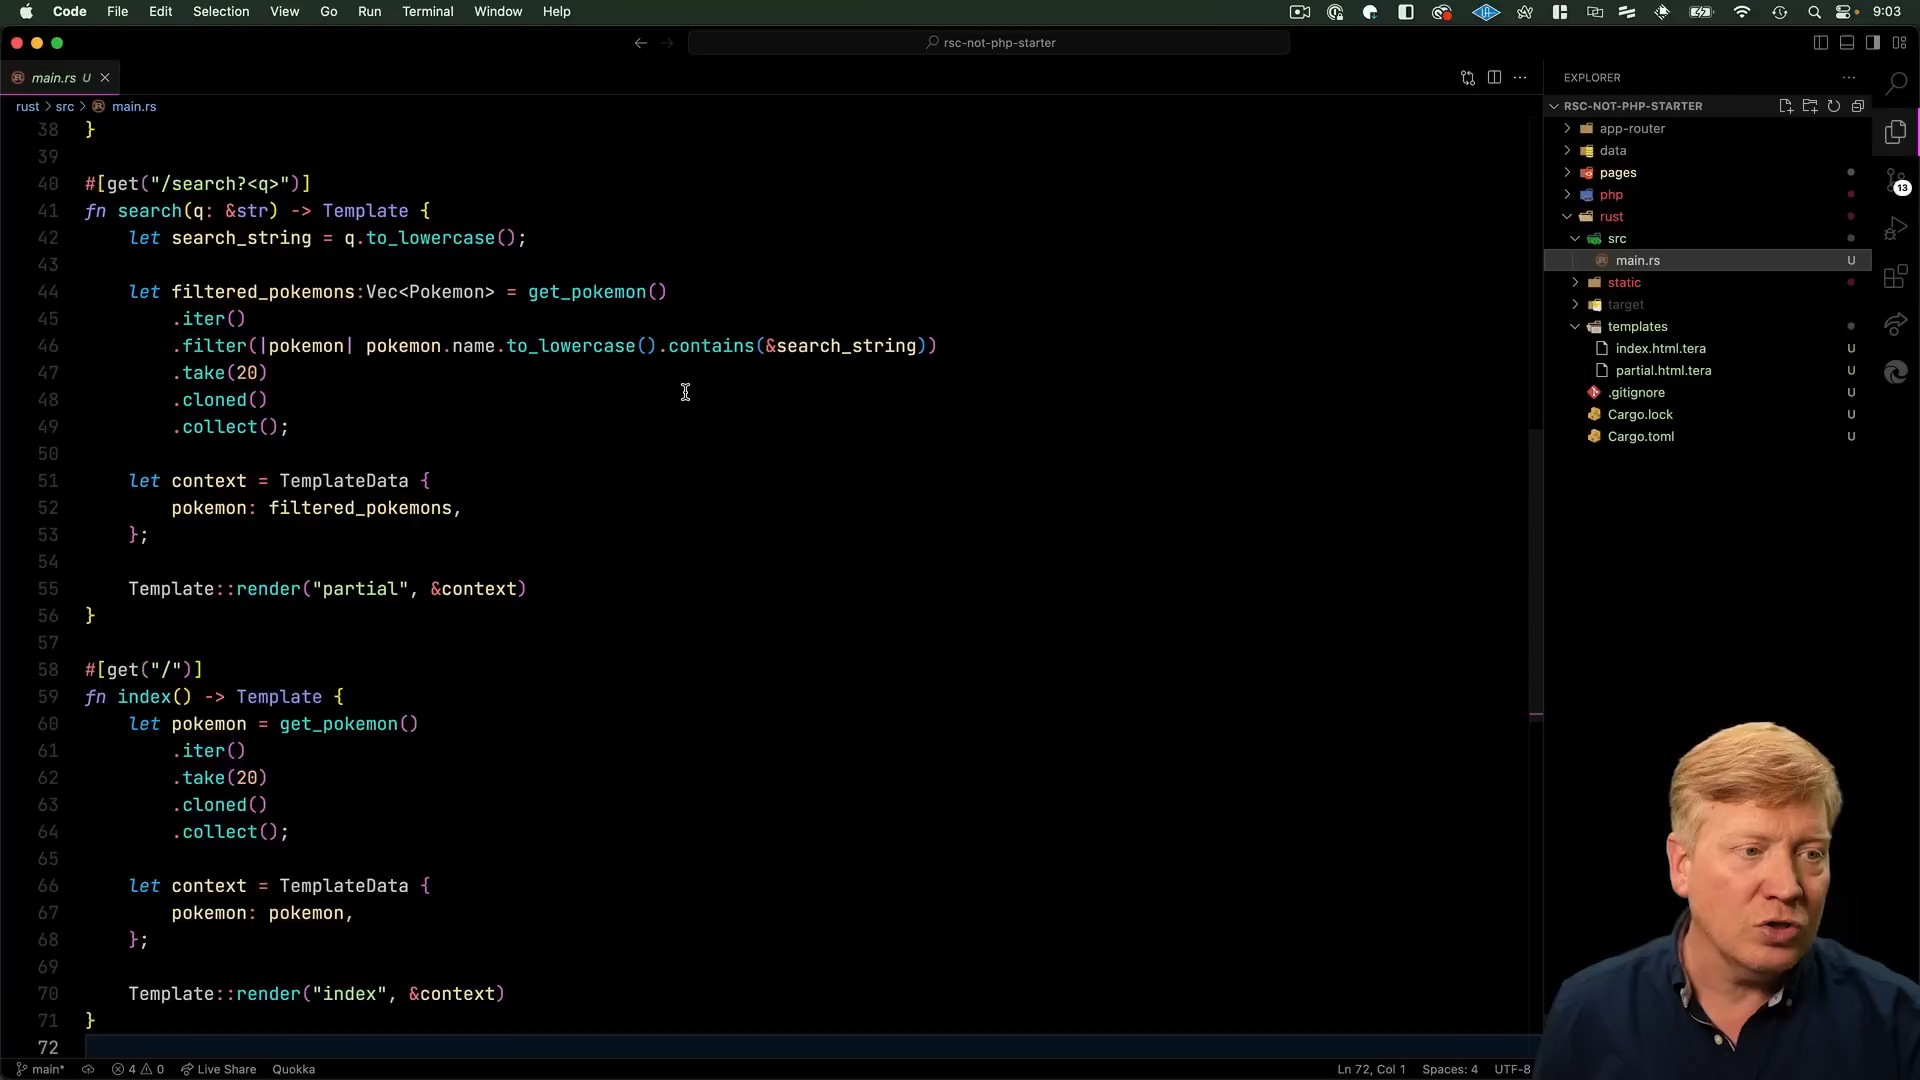 Code File Edit Selection View Go Run Terminal Window Help 9:03
rsc-not-php-starter
main.rs U
rust > src > main.rs
38 }
39
40 #[get("/search?<q>")]
41 fn search(q: &str) -> Template {
42 let search_string = q.to_lowercase();
43
44 let filtered_pokemons:Vec<Pokemon> = get_pokemon()
45 .iter()
46 .filter(|pokemon| pokemon.name.to_lowercase().contains(&search_string))
47 .take(20)
48 .cloned()
49 .collect();
50
51 let context = TemplateData {
52 pokemon: filtered_pokemons,
53 };
54
55 Template::render("partial", &context)
56 }
57
58 #[get("/")]
59 fn index() -> Template {
60 let pokemon = get_pokemon()
61 .iter()
62 .take(20)
63 .cloned()
64 .collect();
65
66 let context = TemplateData {
67 pokemon: pokemon,
68 };
69
70 Template::render("index", &context)
71 }
72
EXPLORER
RSC-NOT-PHP-STARTER
app-router
data
pages
php
rust
src
main.rs U
static
target
templates
index.html.tera U
partial.html.tera U
.gitignore U
Cargo.lock U
Cargo.toml U
13
main* 4 0 Live Share Quokka Ln 72, Col 1 Spaces: 4 UTF-8